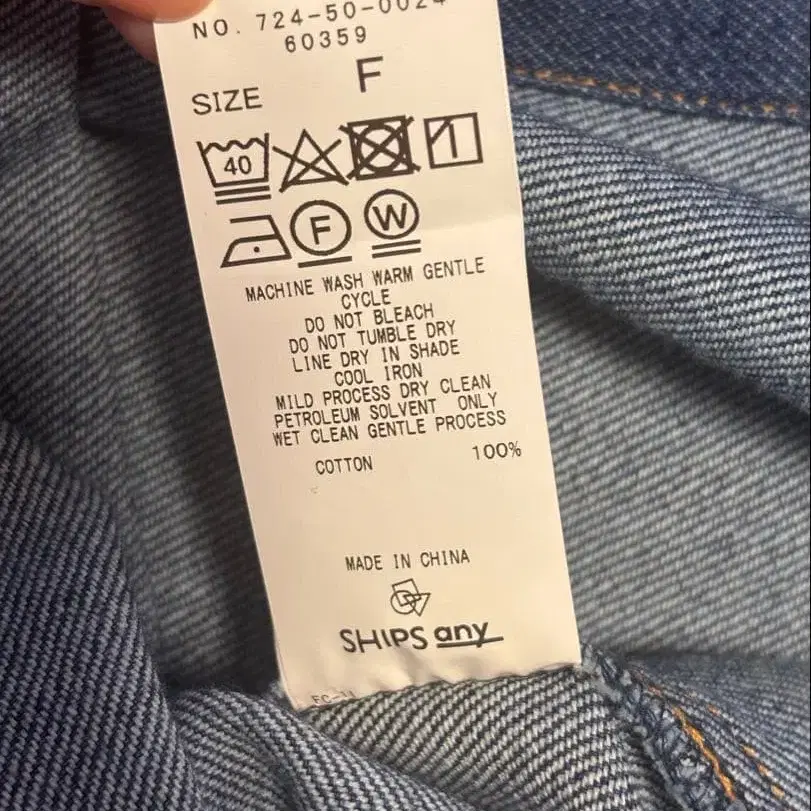 NO. 724-50-0024
60359
SIZE F
40
F W
MACHINE WASH WARM GENTLE
CYCLE
DO NOT BLEACH
DO NOT TUMBLE DRY
LINE DRY IN SHADE
COOL IRON
MILD PROCESS DRY CLEAN
PETROLEUM SOLVENT ONLY
WET CLEAN GENTLE PROCESS
COTTON 100%
MADE IN CHINA
SHIPS any